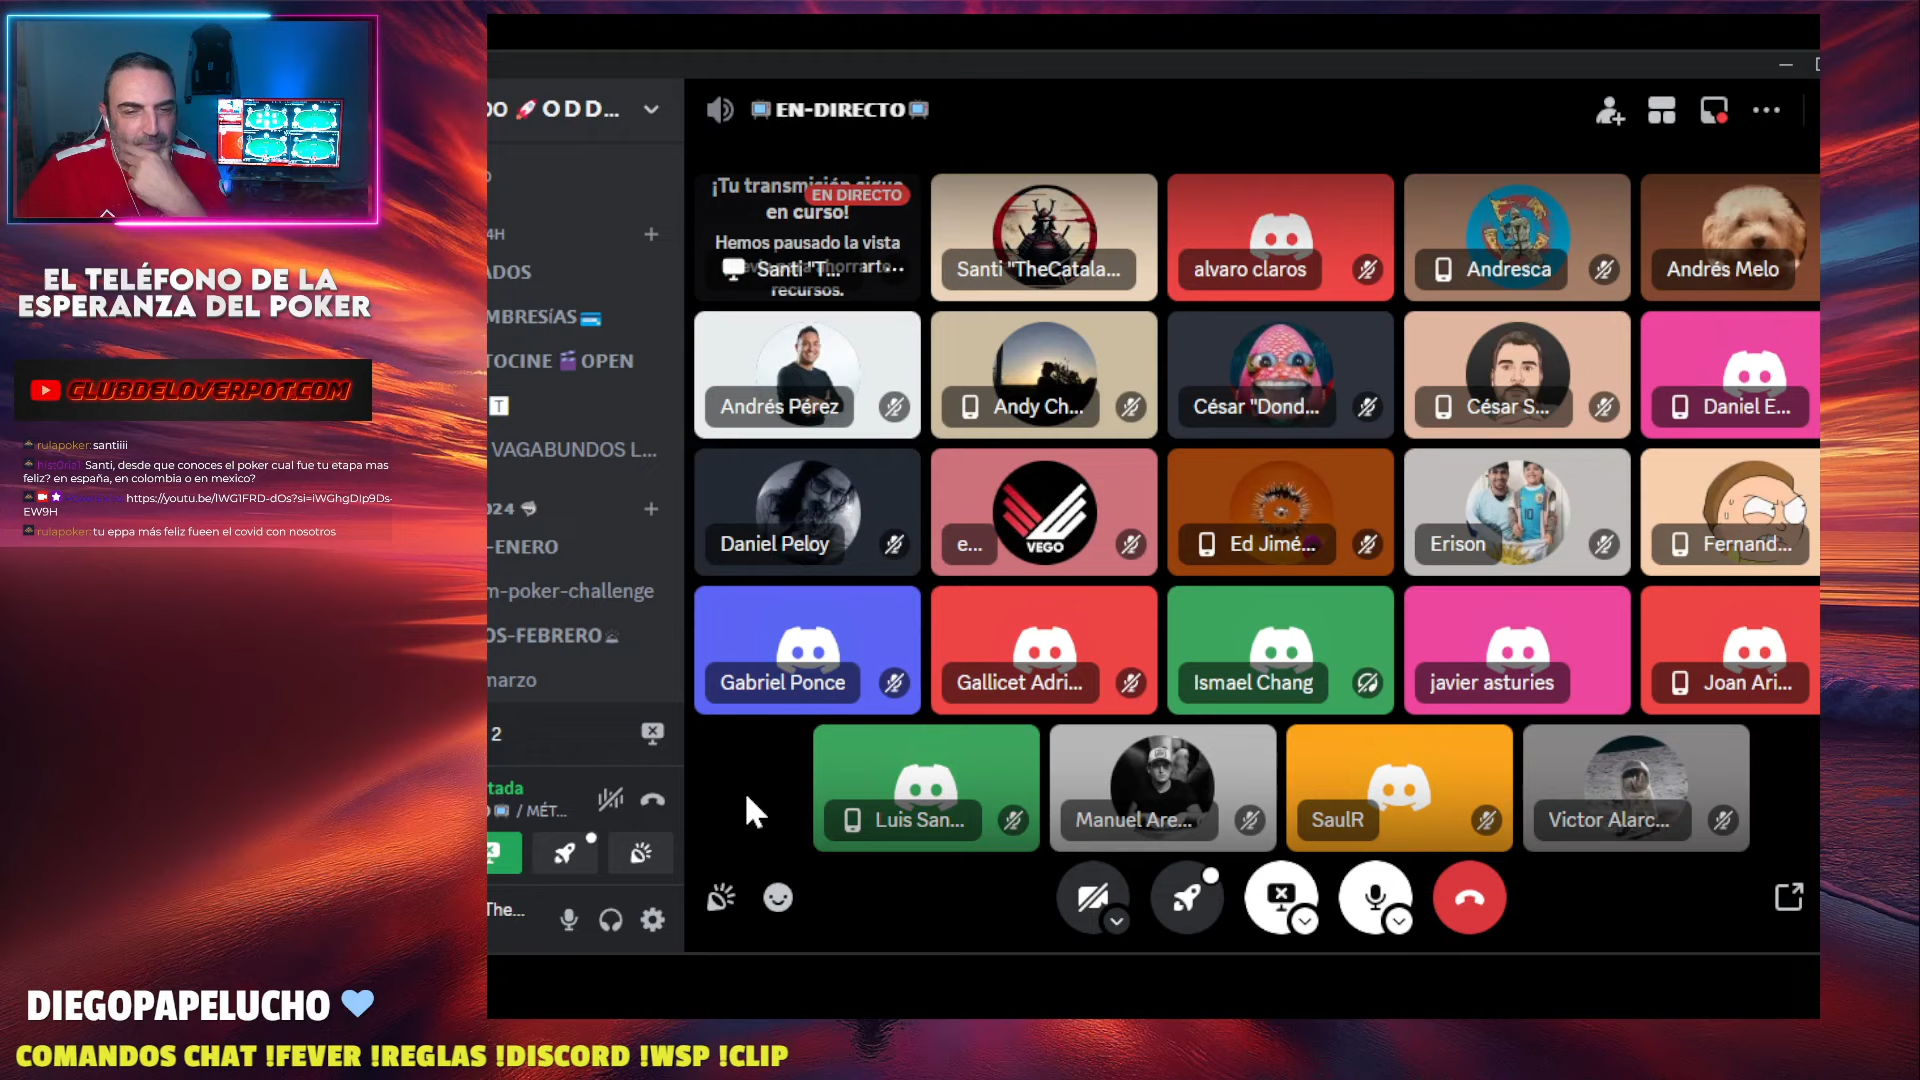 EL TELÉFONO DE LA
ESPERANZA DEL POKER
CLUBDELOVERPOT.COM
rulapoker: santiiii
hist0ria1: Santi, desde que conoces el poker cual fue tu etapa mas
feliz? en españa, en colombia o en mexico?
https://youtu.be/lWG1FRD-dOs?si=iWGhgDIp9Ds-
EW9H
rulapoker: tu eppa más feliz fueen el covid con nosotros
DIEGOPAPELUCHO
COMANDOS CHAT !FEVER !REGLAS !DISCORD !WSP !CLIP
DO 🚀 O D D...
4H
ADOS
MBRESíAS
TOCINE OPEN
T
VAGABUNDOS L...
024
-ENERO
m-poker-challenge
OS-FEBRERO
marzo
2
tada
/ MÉT...
The...
EN-DIRECTO
¡Tu transmisión sigue
EN DIRECTO
en curso!
Hemos pausado la vista
Santi "T...
recursos.
Santi "TheCatala...
alvaro claros
Andresca
Andrés Melo
Andrés Pérez
Andy Ch...
César "Dond...
César S...
Daniel E...
Daniel Peloy
e...
VEGO
Ed Jimé...
Erison
Fernand...
Gabriel Ponce
Gallicet Adri...
Ismael Chang
javier asturies
Joan Ari...
Luis San...
Manuel Are...
SaulR
Victor Alarc...